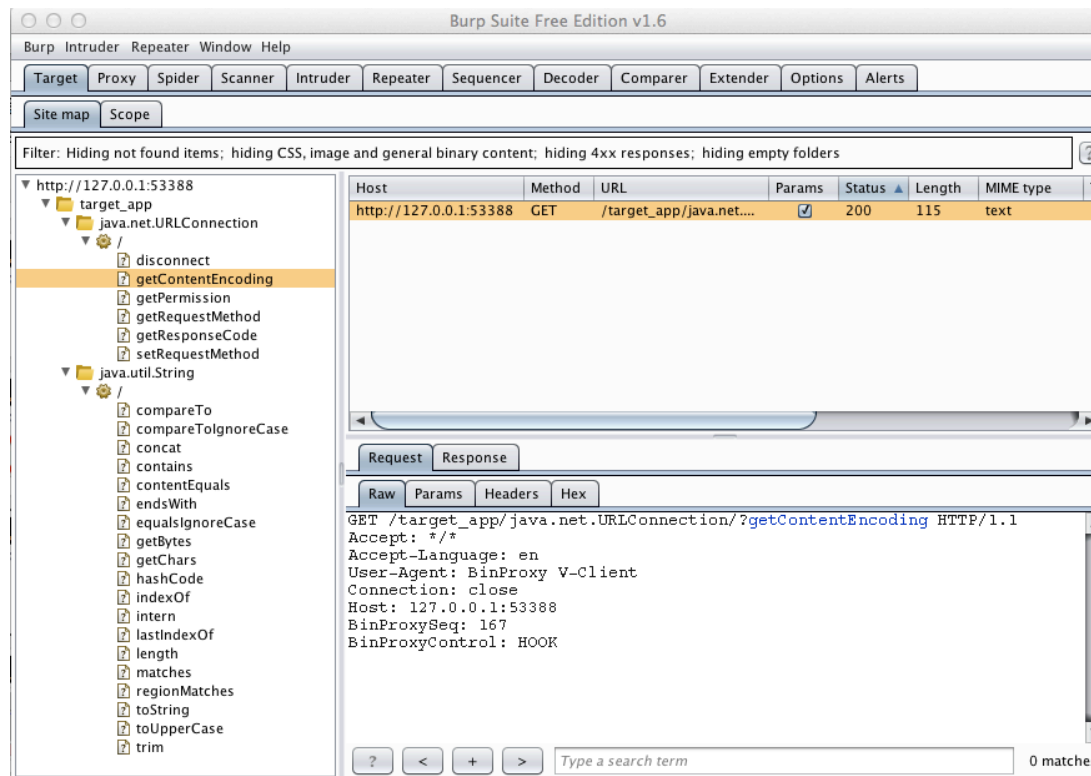 Burp Suite Free Edition v1.6
Burp Intruder Repeater Window Help
Target Proxy Spider Scanner Intruder Repeater Sequencer Decoder Comparer Extender Options Alerts
Site map Scope
Filter: Hiding not found items; hiding CSS, image and general binary content; hiding 4xx responses; hiding empty folders ?
http://127.0.0.1:53388
target_app
java.net.URLConnection
/
disconnect
getContentEncoding
getPermission
getRequestMethod
getResponseCode
setRequestMethod
java.util.String
/
compareTo
compareToIgnoreCase
concat
contains
contentEquals
endsWith
equalsIgnoreCase
getBytes
getChars
hashCode
indexOf
intern
lastIndexOf
length
matches
regionMatches
toString
toUpperCase
trim
Host Method URL Params Status Length MIME type
http://127.0.0.1:53388 GET /target_app/java.net.... 200 115 text
Request Response
Raw Params Headers Hex
GET /target_app/java.net.URLConnection/?getContentEncoding HTTP/1.1
Accept: */*
Accept-Language: en
User-Agent: BinProxy V-Client
Connection: close
Host: 127.0.0.1:53388
BinProxySeq: 167
BinProxyControl: HOOK
? < + > Type a search term 0 matche